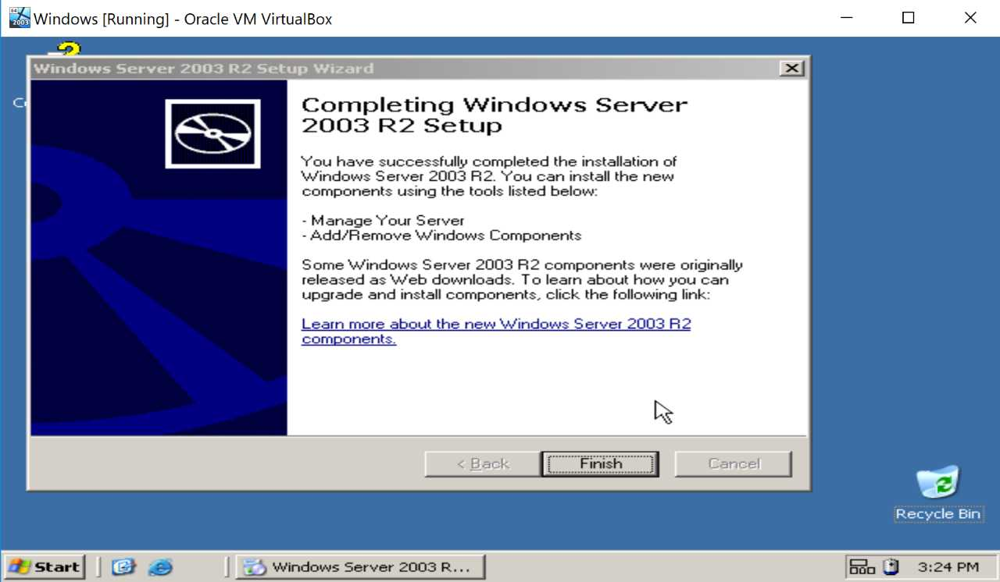 Windows [Running] - Oracle VM VirtualBox
Windows Server 2003 R2 Setup Wizard
Completing Windows Server
2003 R2 Setup
You have successfully completed the installation of
Windows Server 2003 R2. You can install the new
components using the tools listed below:
- Manage Your Server
- Add/Remove Windows Components
Some Windows Server 2003 R2 components were originally
released as Web downloads. To learn about how you can
upgrade and install components, click the following link:
Learn more about the new Windows Server 2003 R2
components.
< Back
Finish
Cancel
Recycle Bin
Start
Windows Server 2003 R...
3:24 PM